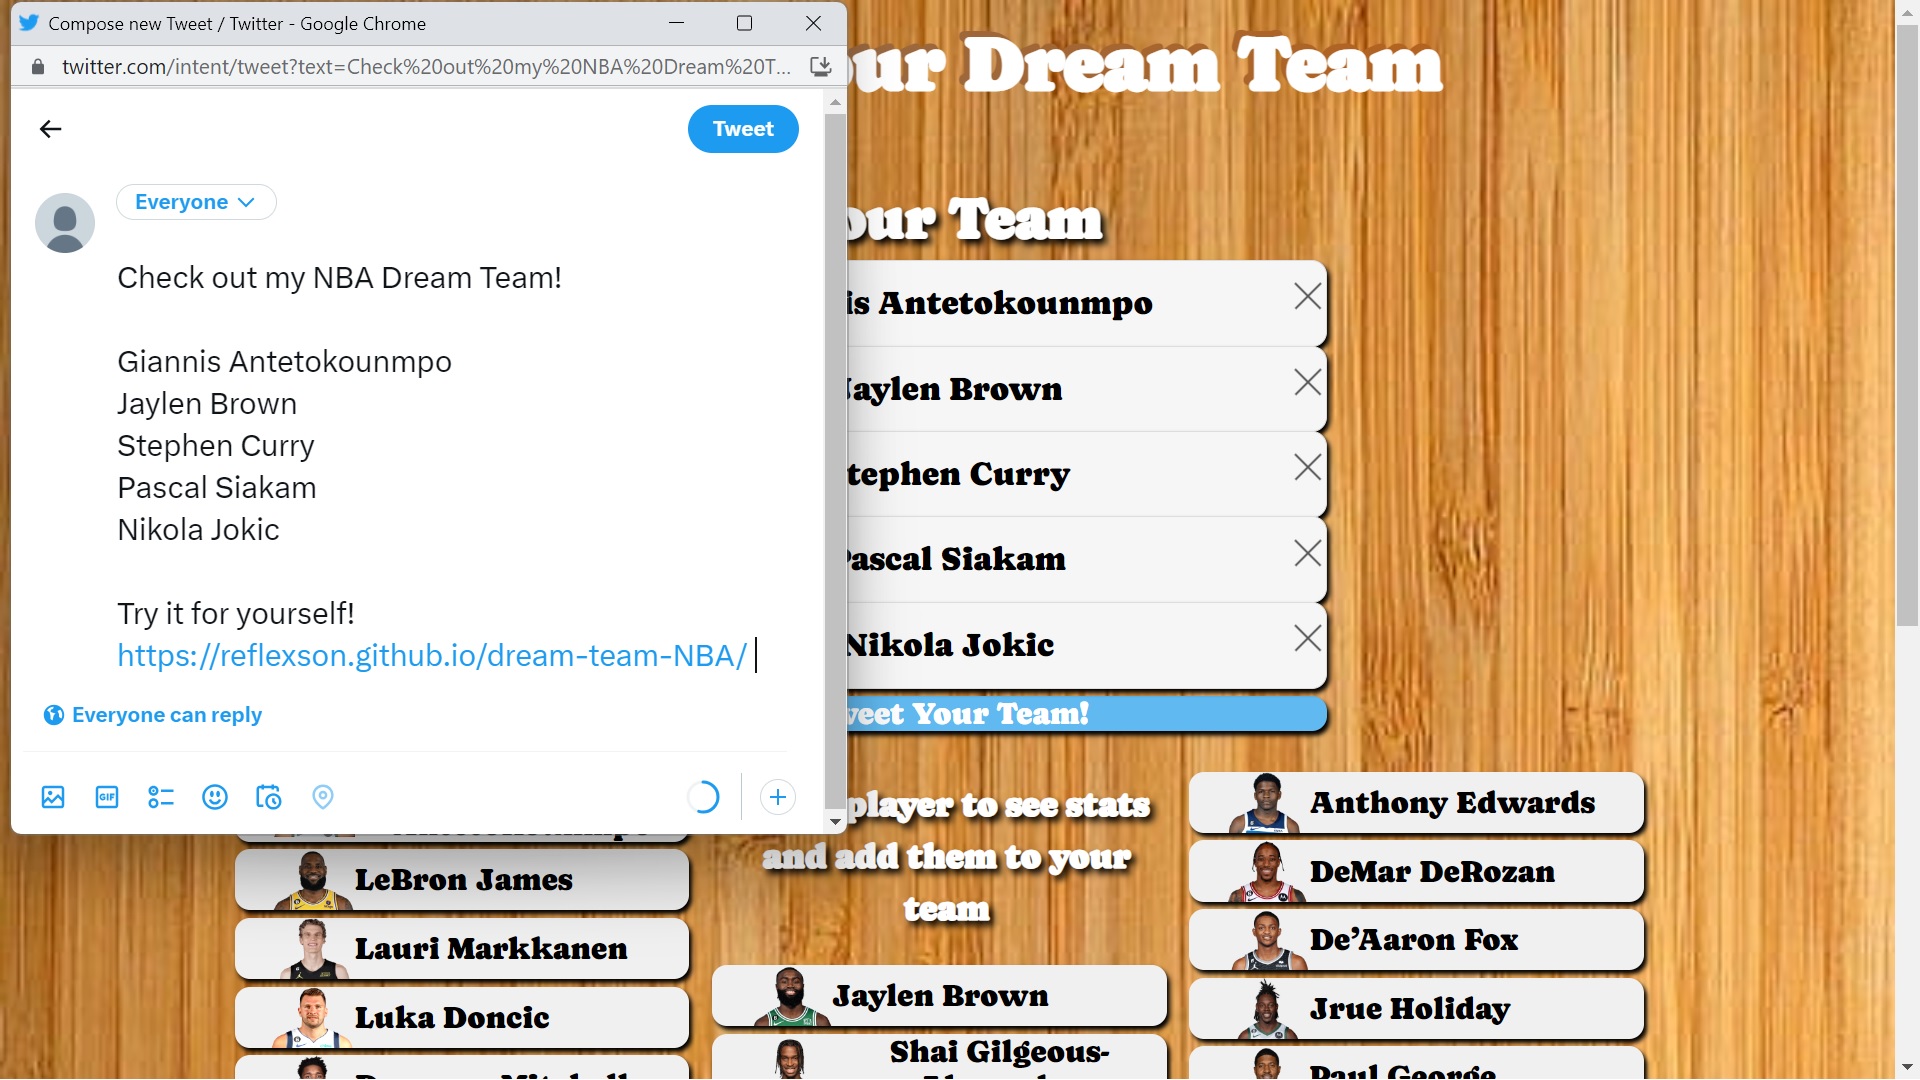 Compose new Tweet / Twitter - Google Chrome
twitter.com/intent/tweet?text=Check%20out%20my%20NBA%20Dream%20T...
Tweet
Everyone
Check out my NBA Dream Team!
Giannis Antetokounmpo
Jaylen Brown
Stephen Curry
Pascal Siakam
Nikola Jokic
Try it for yourself!
https://reflexson.github.io/dream-team-NBA/
Everyone can reply
GIF
our Dream Team
our Team
is Antetokounmpo
Jaylen Brown
tephen Curry
Pascal Siakam
Nikola Jokic
weet Your Team!
player to see stats
and add them to your
team
LeBron James
Lauri Markkanen
Luka Doncic
Jaylen Brown
Shai Gilgeous-
Anthony Edwards
DeMar DeRozan
De'Aaron Fox
Jrue Holiday
Paul George